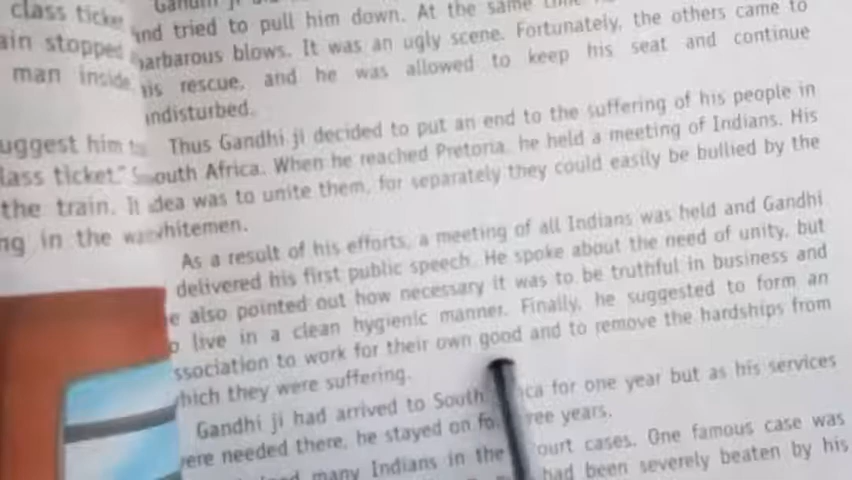 class ticket
ain stopped
man inside
uggest him to
lass ticket."
the train. It
ng in the
and tried to pull him down. At the same
barbarous blows. It was an ugly scene. Fortunately, the others came to
his rescue, and he was allowed to keep his seat and continue
undisturbed.
Thus Gandhi ji decided to put an end to the suffering of his people in
South Africa. When he reached Pretoria, he held a meeting of Indians. His
idea was to unite them, for separately they could easily be bullied by the
whitemen.
As a result of his efforts, a meeting of all Indians was held and Gandhi
delivered his first public speech. He spoke about the need of unity, but
e also pointed out how necessary it was to be truthful in business and
o live in a clean hygienic manner. Finally, he suggested to form an
ssociation to work for their own good and to remove the hardships from
hich they were suffering.
Gandhi ji had arrived to South ca for one year but as his services
ere needed there, he stayed on fo ree years.
many Indians in the ourt cases. One famous case was
had been severely beaten by his